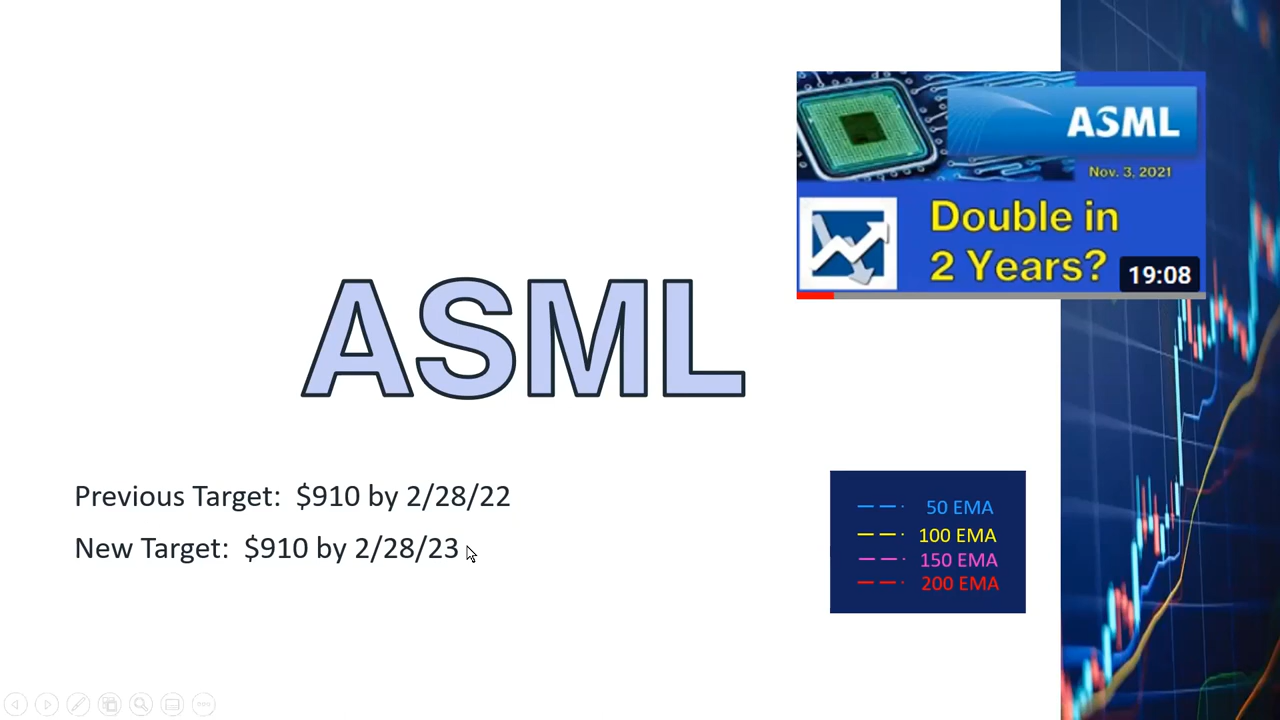 ASML
Nov. 3, 2021
Double in
2 Years?
19:08
ASML
Previous Target: $910 by 2/28/22
New Target: $910 by 2/28/23
50 EMA
100 EMA
150 EMA
200 EMA